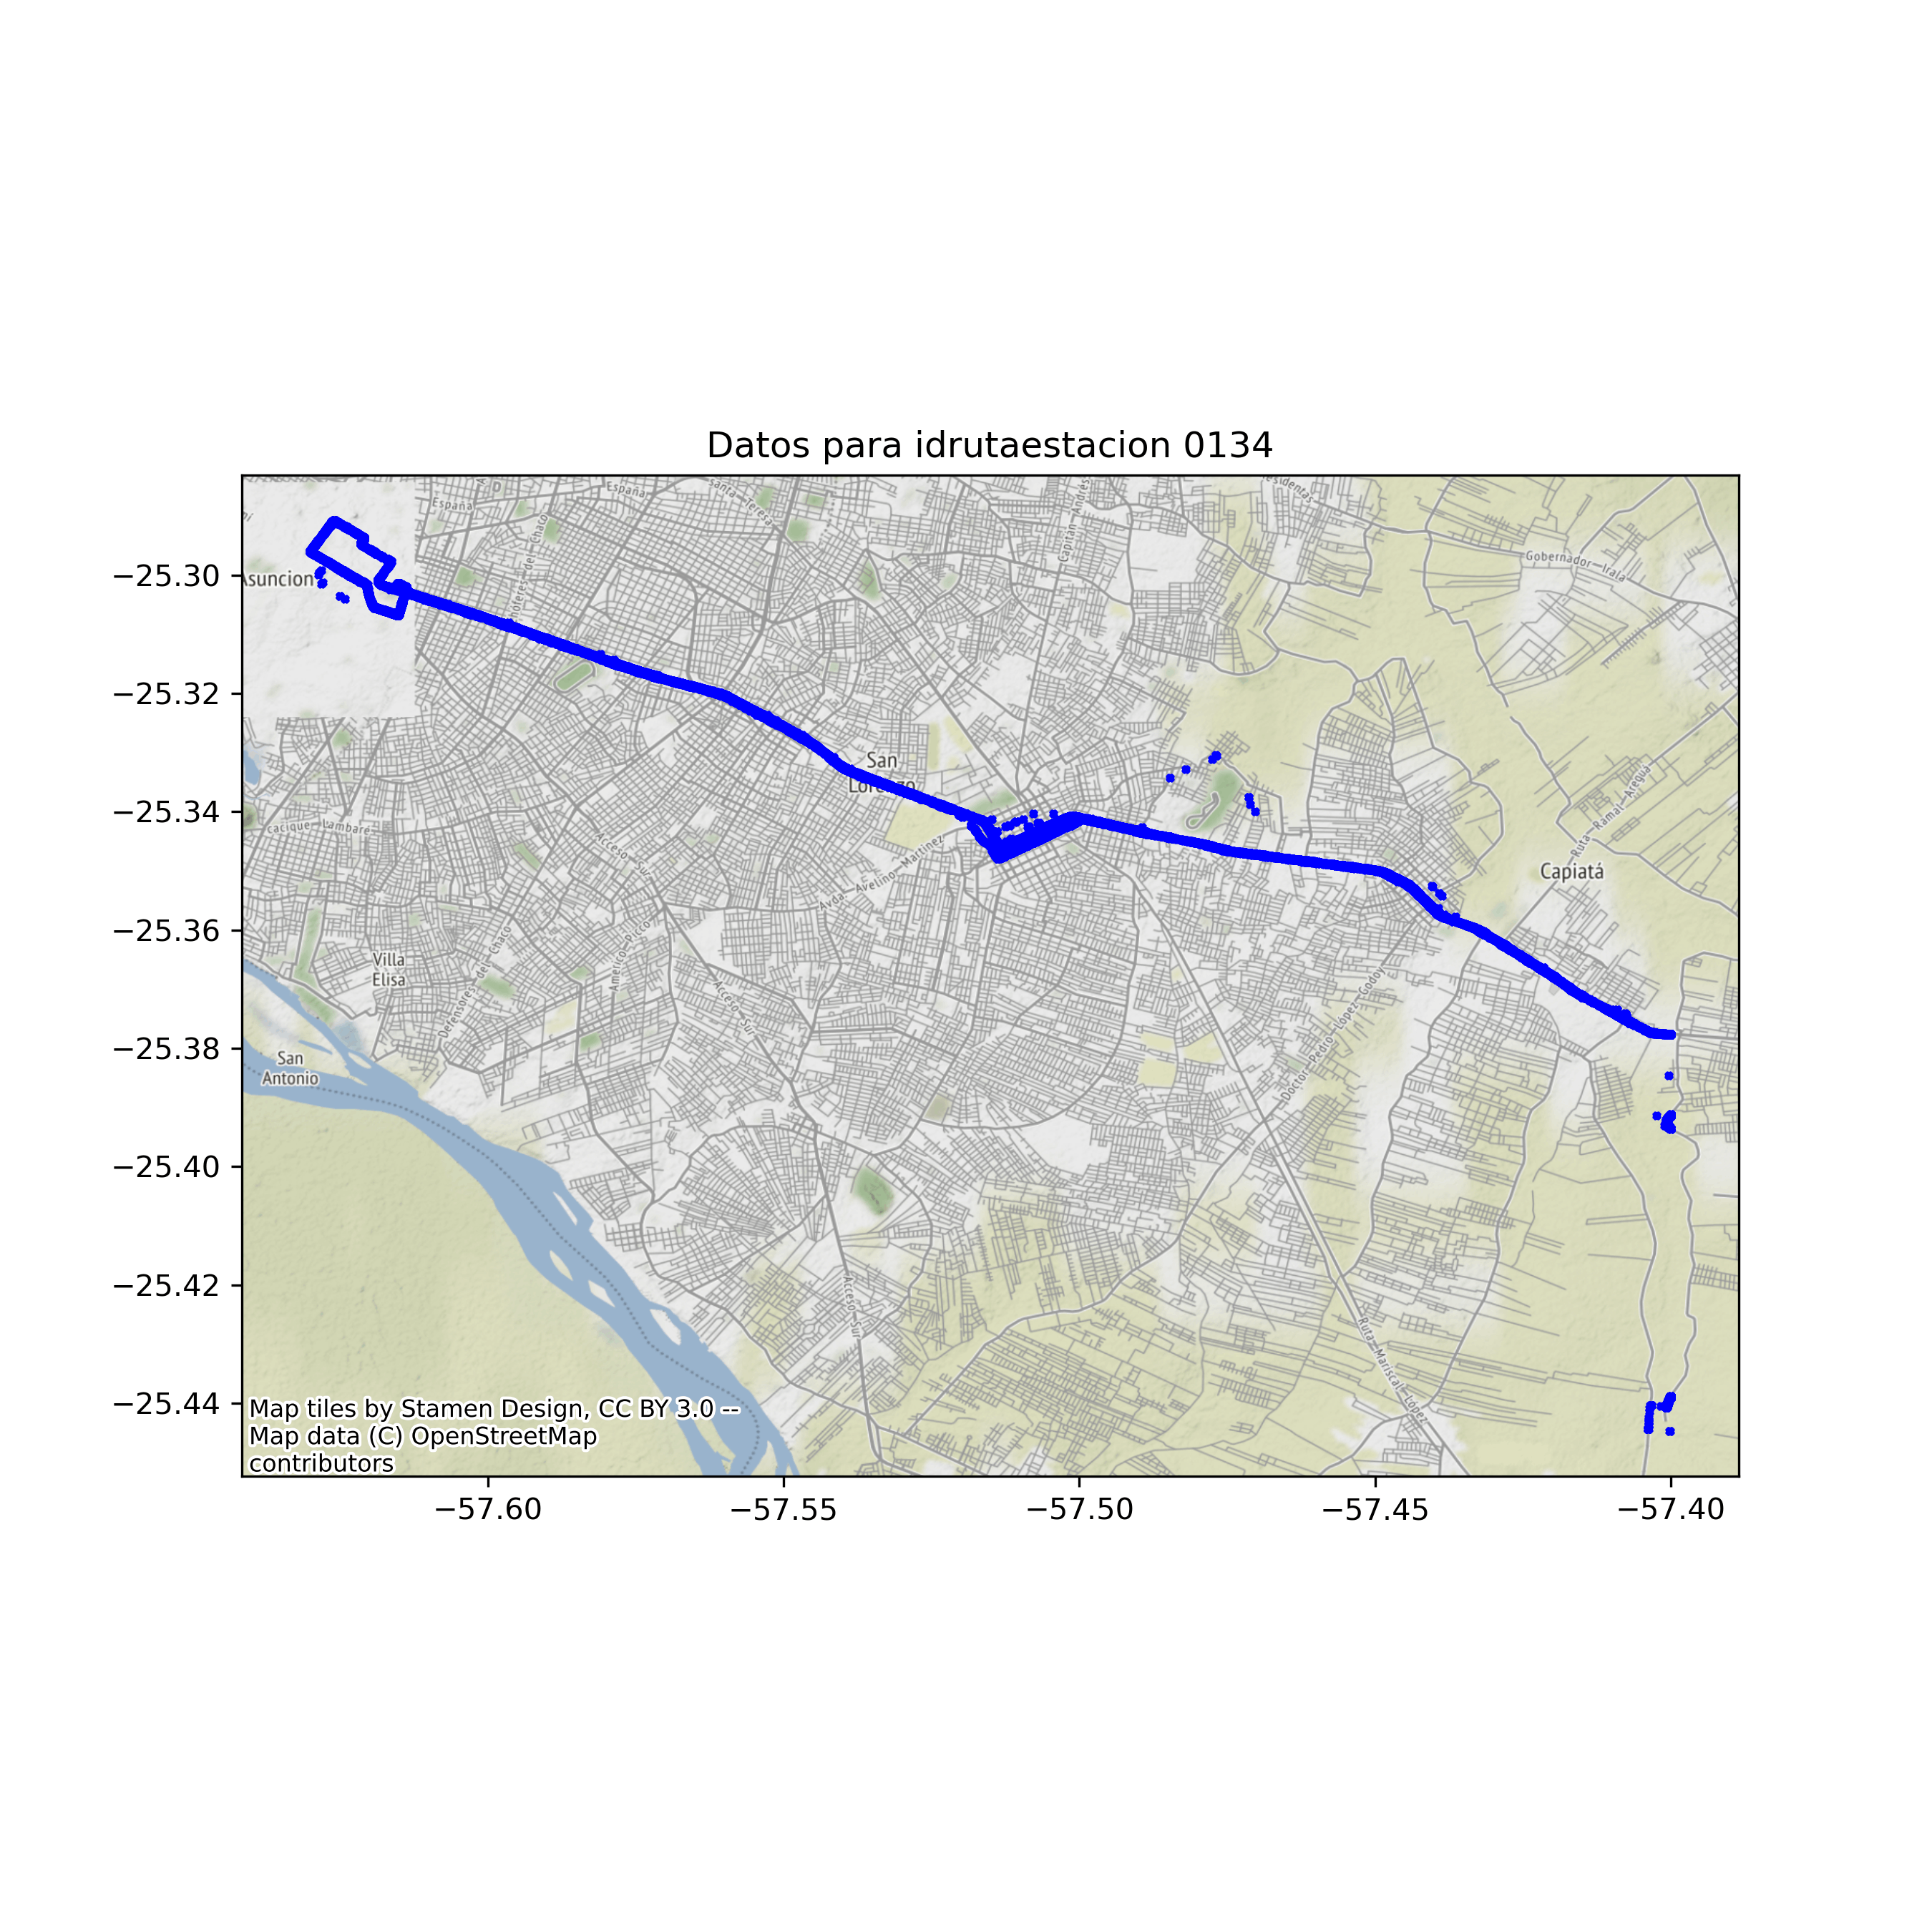 Datos para idrutaestacion 0134
−25.30
−25.32
−25.34
−25.36
−25.38
−25.40
−25.42
−25.44
España
España
Santa Teresa
Choferes del Chaco
Capitán Andrés
Gobernador Irala
Asuncion
San
Lorenzo
cacique Lambaré
Acceso Sur
Avda. Avelino Martinez
Ruta Ramal Areguá
Capiatá
Villa
Elisa
Defensores del Chaco
Americo Picco
Acceso Sur
Doctor Pedro López Godoy
San
Antonio
Acceso Sur
Ruta Mariscal López
Map tiles by Stamen Design, CC BY 3.0 --
Map data (C) OpenStreetMap
contributors
−57.60
−57.55
−57.50
−57.45
−57.40